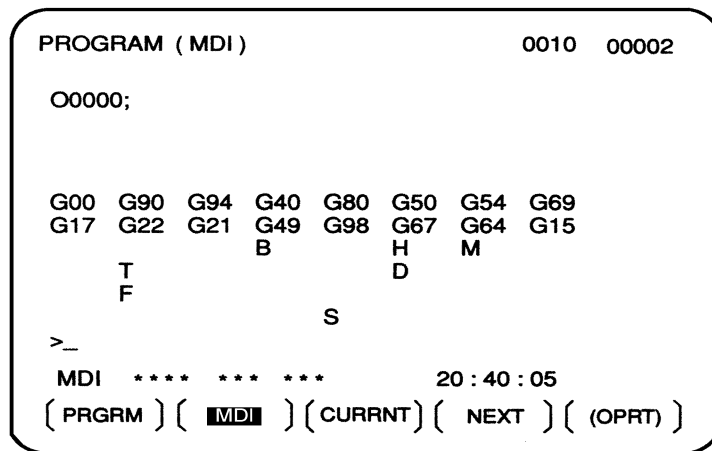 PROGRAM ( MDI ) 0010 00002
O0000;
G00 G90 G94 G40 G80 G50 G54 G69
G17 G22 G21 G49 G98 G67 G64 G15
B H M
T D
F
S
>_
MDI **** *** *** 20 : 40 : 05
( PRGRM ) ( MDI ) ( CURRNT ) ( NEXT ) ( (OPRT) )